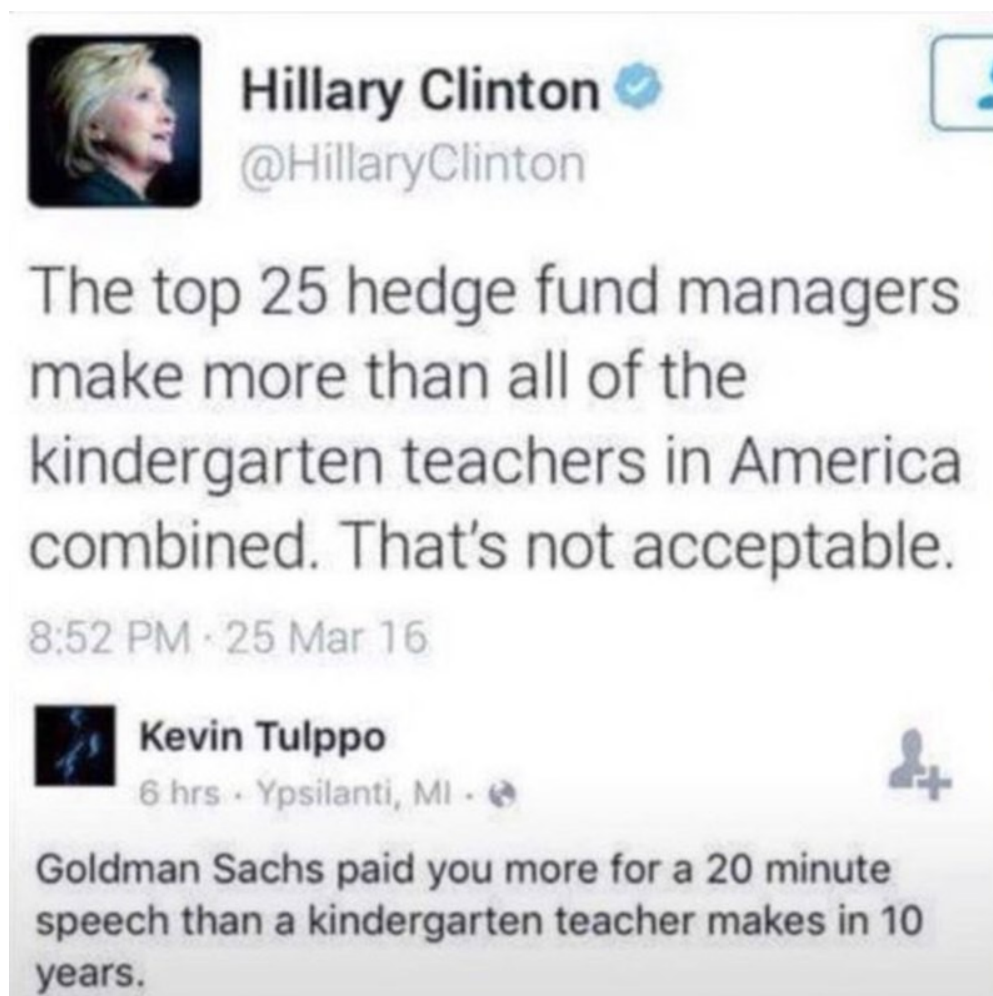 Hillary Clinton
@HillaryClinton
The top 25 hedge fund managers
make more than all of the
kindergarten teachers in America
combined. That's not acceptable.
8:52 PM · 25 Mar 16
Kevin Tulppo
6 hrs · Ypsilanti, MI ·
Goldman Sachs paid you more for a 20 minute
speech than a kindergarten teacher makes in 10
years.